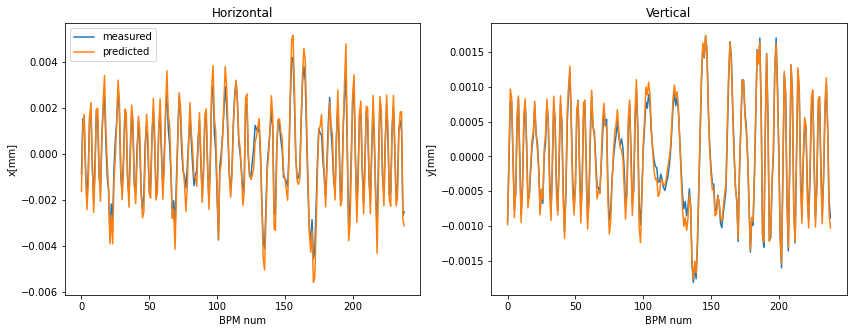 Horizontal
measured
predicted
x[mm]
0.004
0.002
0.000
−0.002
−0.004
−0.006
0
50
100
150
200
BPM num
Vertical
y[mm]
0.0015
0.0010
0.0005
0.0000
−0.0005
−0.0010
−0.0015
0
50
100
150
200
BPM num